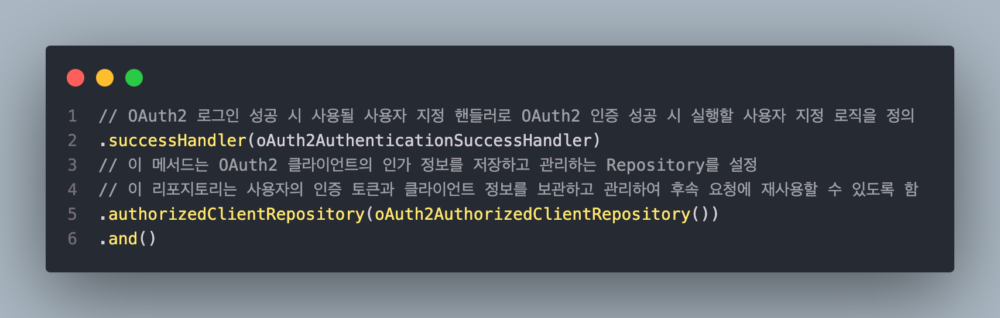 1 // OAuth2 로그인 성공 시 사용될 사용자 지정 핸들러로 OAuth2 인증 성공 시 실행할 사용자 지정 로직을 정의
2 .successHandler(oAuth2AuthenticationSuccessHandler)
3 // 이 메서드는 OAuth2 클라이언트의 인가 정보를 저장하고 관리하는 Repository를 설정
4 // 이 리포지토리는 사용자의 인증 토큰과 클라이언트 정보를 보관하고 관리하여 후속 요청에 재사용할 수 있도록 함
5 .authorizedClientRepository(oAuth2AuthorizedClientRepository())
6 .and()